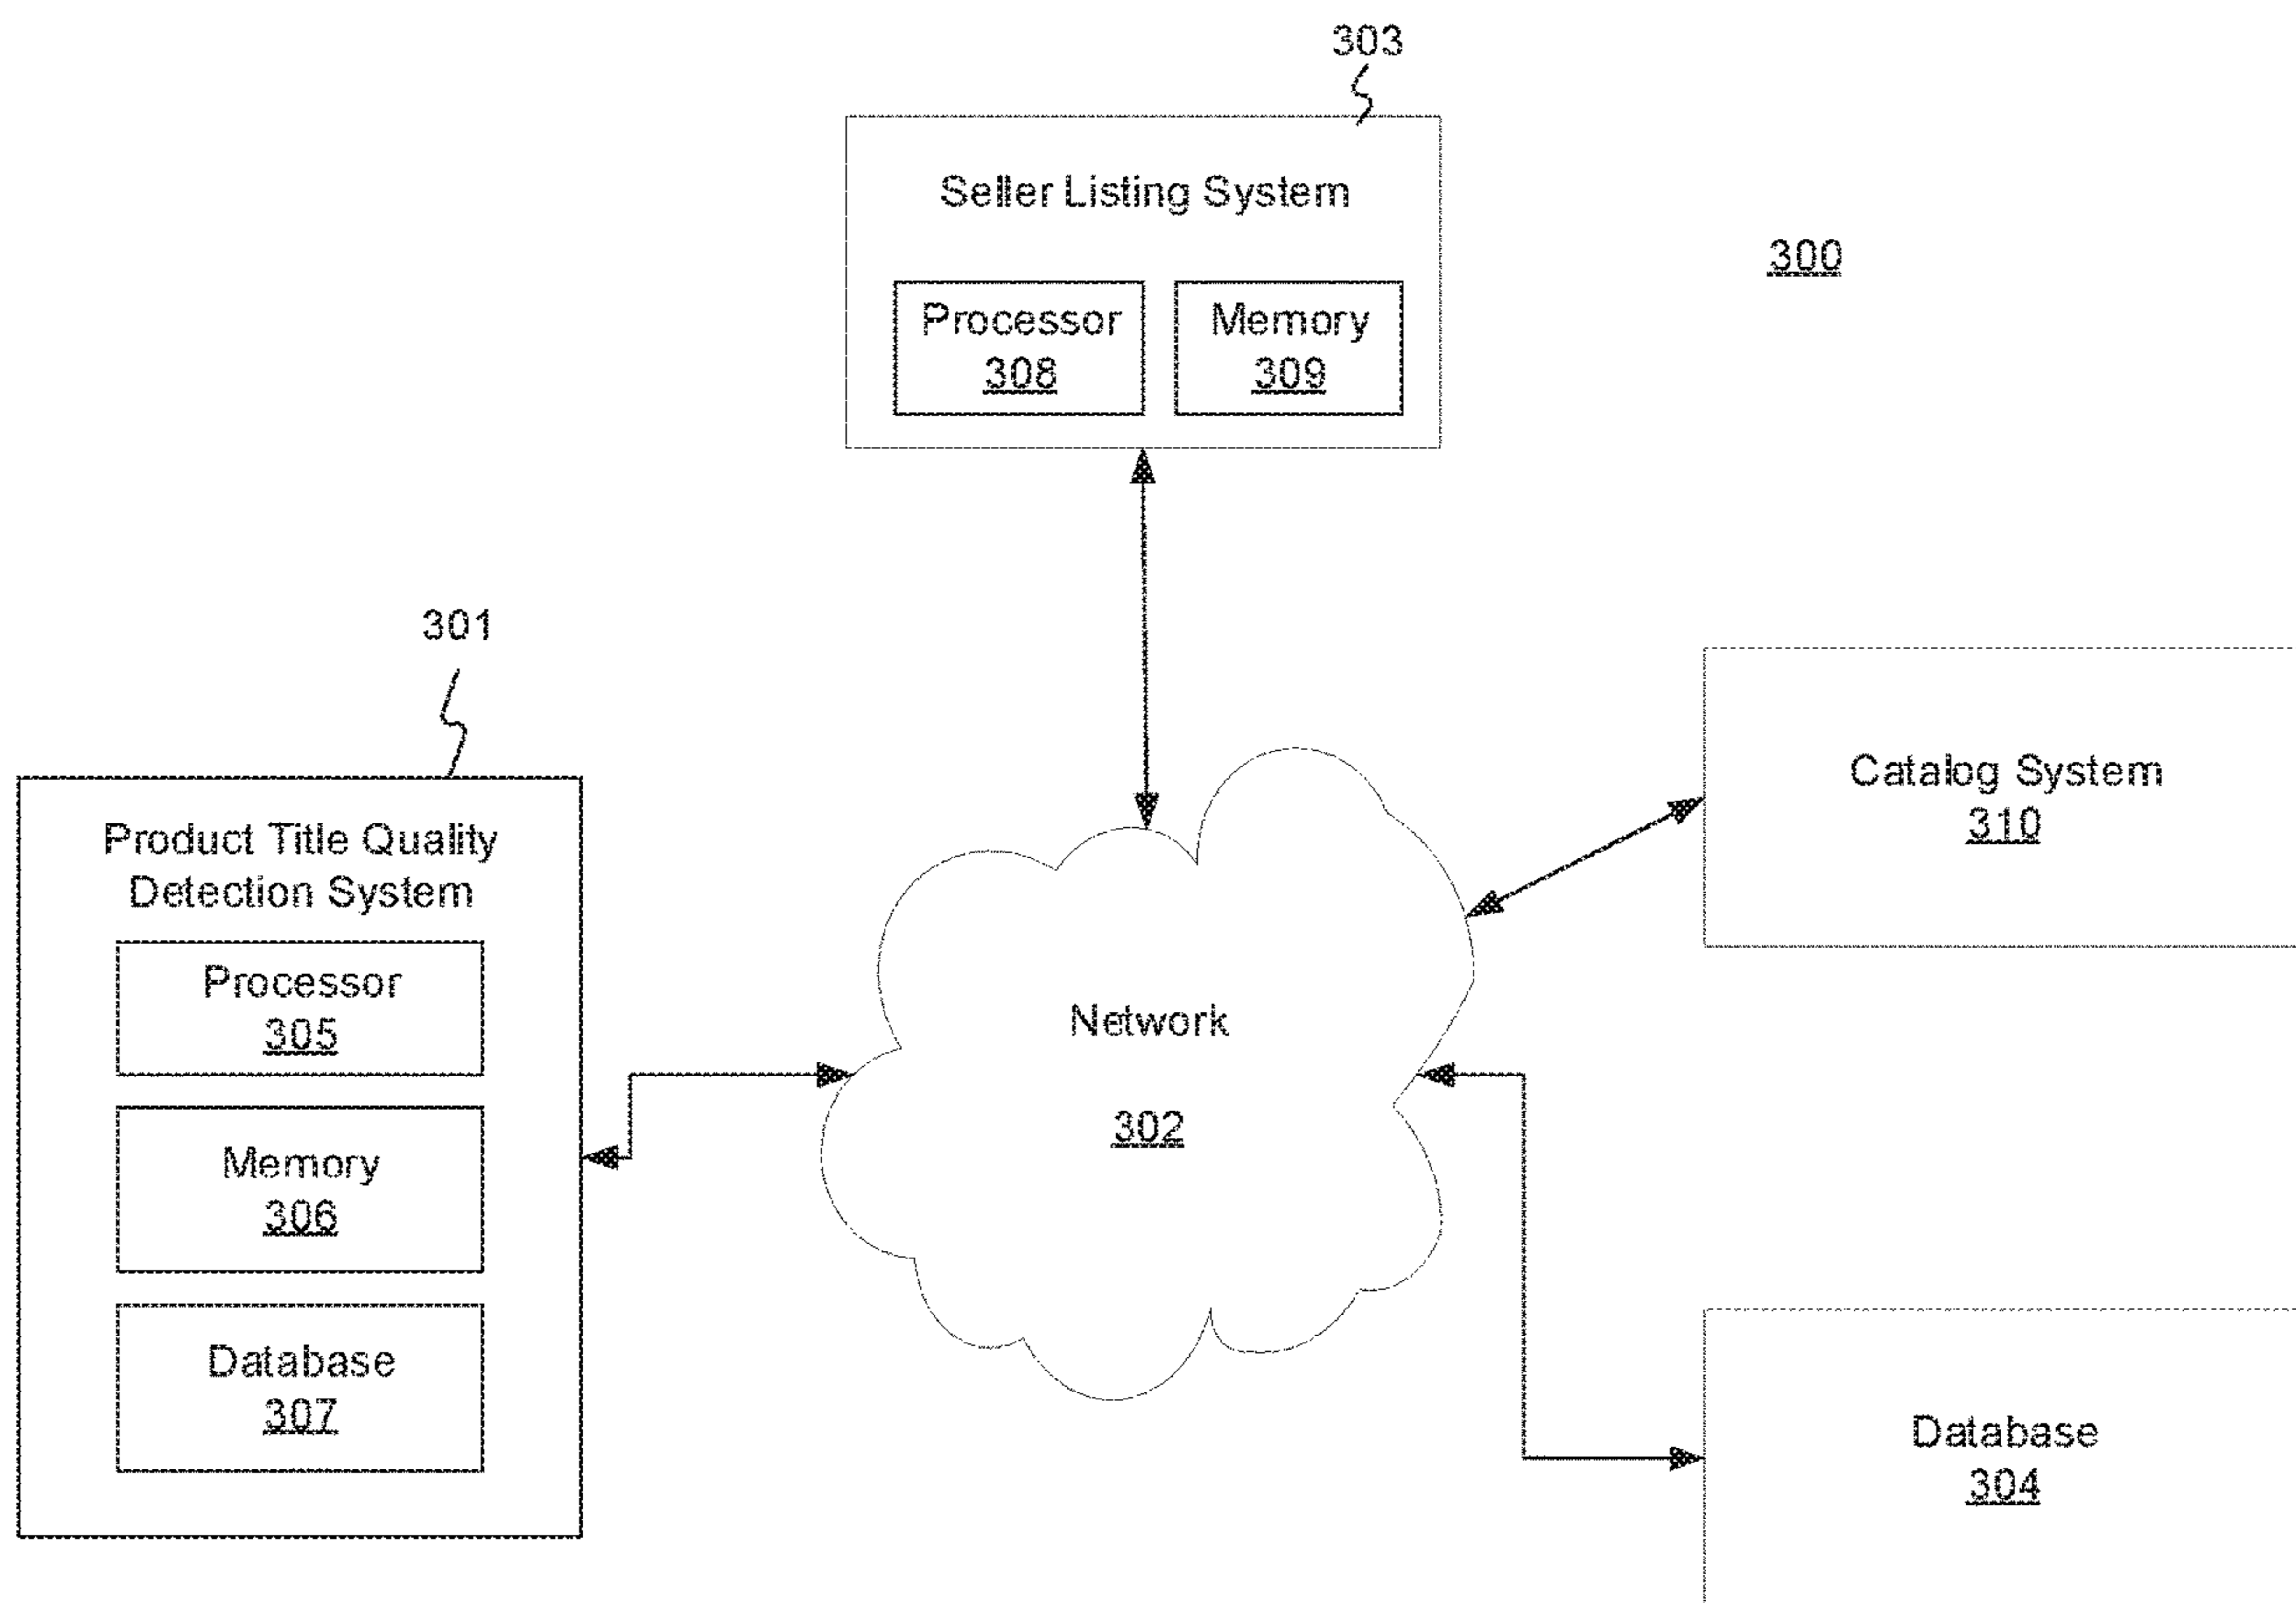 303
Seller Listing System
300
Processor
308
Memory
309
301
Product Title Quality
Detection System
Processor
305
Memory
306
Database
307
Network
302
Catalog System
310
Database
304